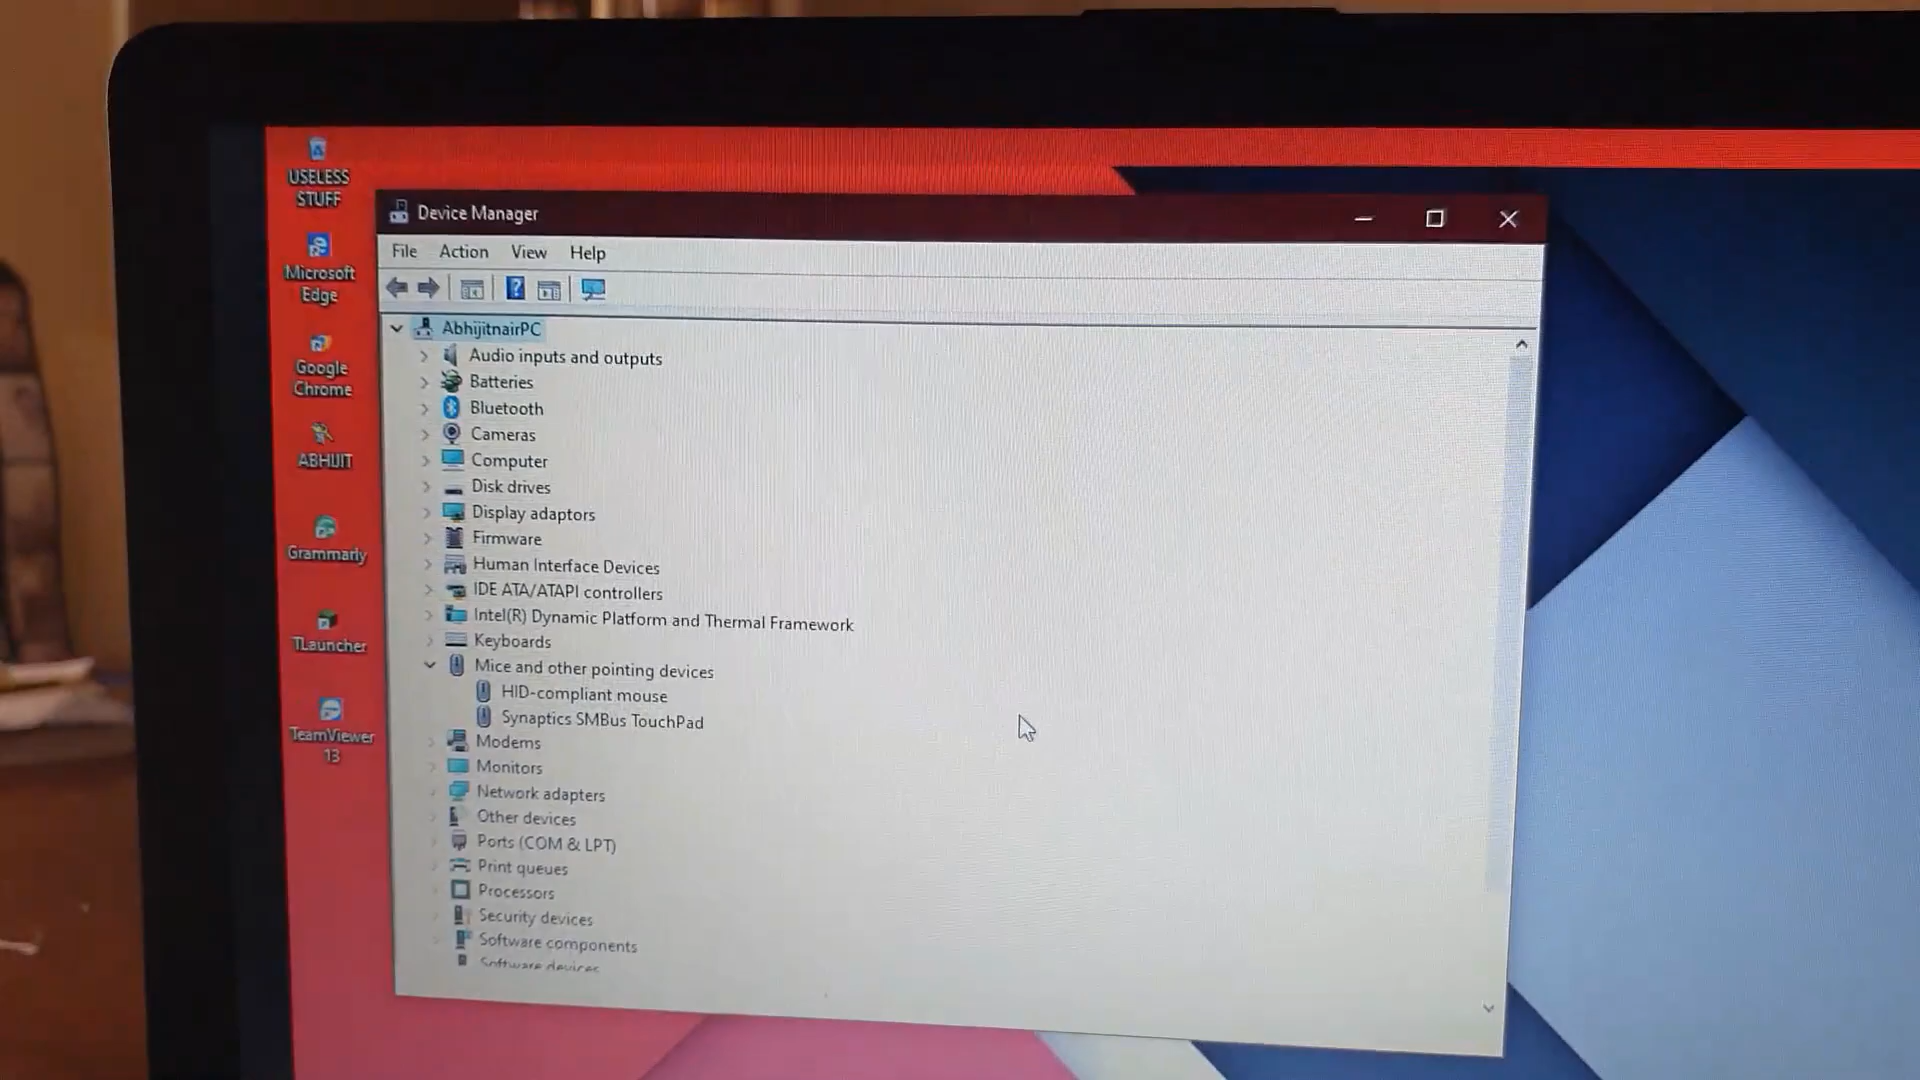 USELESS
STUFF
Microsoft
Edge
Google
Chrome
ABHIJIT
Grammarly
TLauncher
TeamViewer
13
Device Manager
File Action View Help
AbhijitnairPC
Audio inputs and outputs
Batteries
Bluetooth
Cameras
Computer
Disk drives
Display adaptors
Firmware
Human Interface Devices
IDE ATA/ATAPI controllers
Intel(R) Dynamic Platform and Thermal Framework
Keyboards
Mice and other pointing devices
HID-compliant mouse
Synaptics SMBus TouchPad
Modems
Monitors
Network adapters
Other devices
Ports (COM & LPT)
Print queues
Processors
Security devices
Software components
Software devices